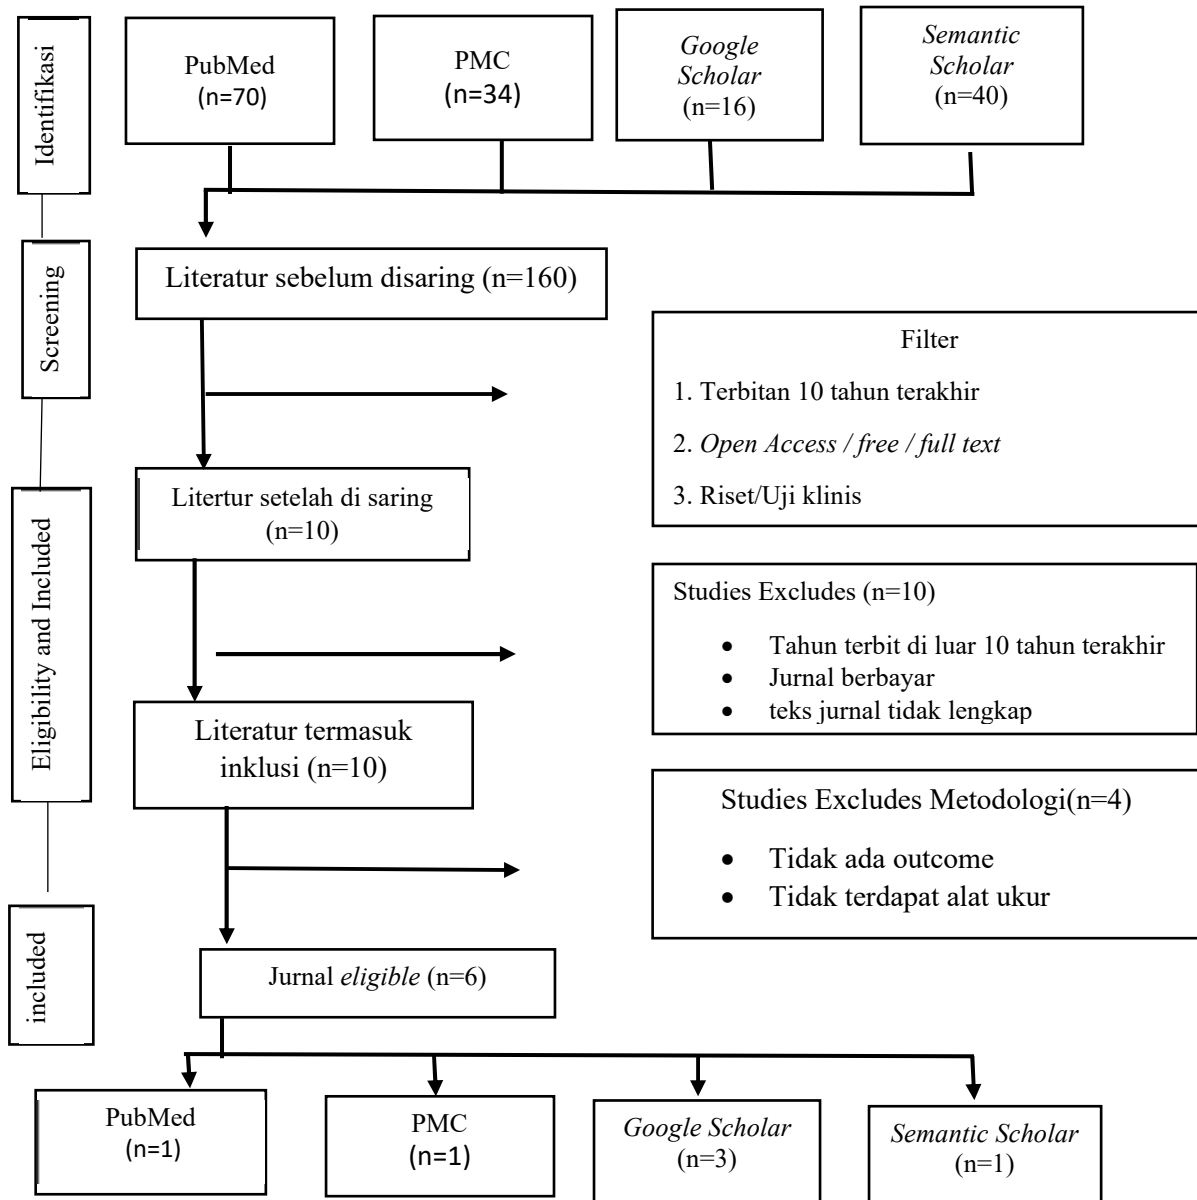 Identifikasi
PubMed
(n=70)
PMC
(n=34)
Google
Scholar
(n=16)
Semantic
Scholar
(n=40)
Screening
Literatur sebelum disaring (n=160)
Filter
1. Terbitan 10 tahun terakhir
2. Open Access / free / full text
3. Riset/Uji klinis
Eligibility and Included
Litertur setelah di saring
(n=10)
Studies Excludes (n=10)
• Tahun terbit di luar 10 tahun terakhir
• Jurnal berbayar
• teks jurnal tidak lengkap
Literatur termasuk
inklusi (n=10)
Studies Excludes Metodologi(n=4)
• Tidak ada outcome
• Tidak terdapat alat ukur
included
Jurnal eligible (n=6)
PubMed
(n=1)
PMC
(n=1)
Google Scholar
(n=3)
Semantic Scholar
(n=1)